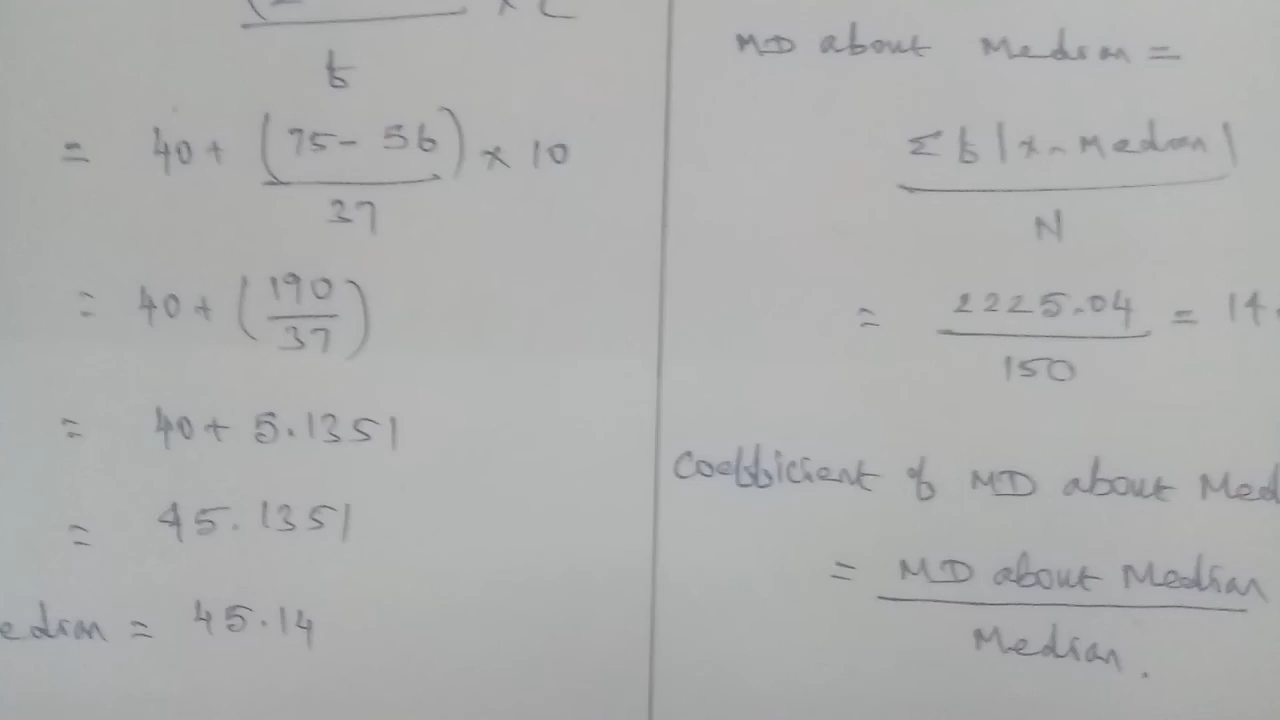 f
= 40 + (75 - 56) × 10
37
= 40 + (190
37)
= 40 + 5.1351
= 45.1351
edian = 45.14
MD about Median =
Σ f |x - Median|
N
= 2225.04 = 14.
150
Coefficient of MD about Med
= MD about Median
Median.